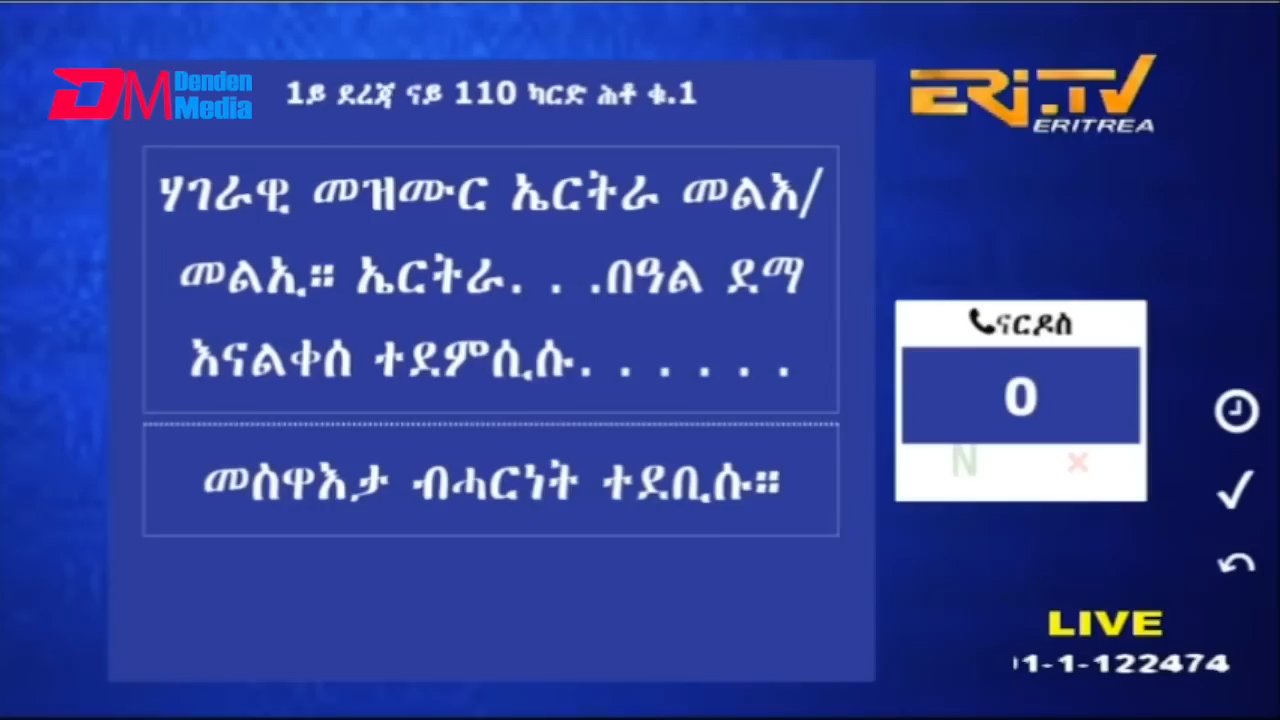 DM Denden Media
1ይ ደረጃ ናይ 110 ካርድ ሕቶ ቁ.1
ERi.TV
ERITREA
ሃገራዊ መዝሙር ኤርትራ መልእ/
መልኢ። ኤርትራ. . .በዓል ደማ
እናልቀሰ ተደምሲሱ. . . . . .
መስዋእታ ብሓርነት ተደቢሱ።
ናርዶስ
0
N ×
LIVE
1-1-122474